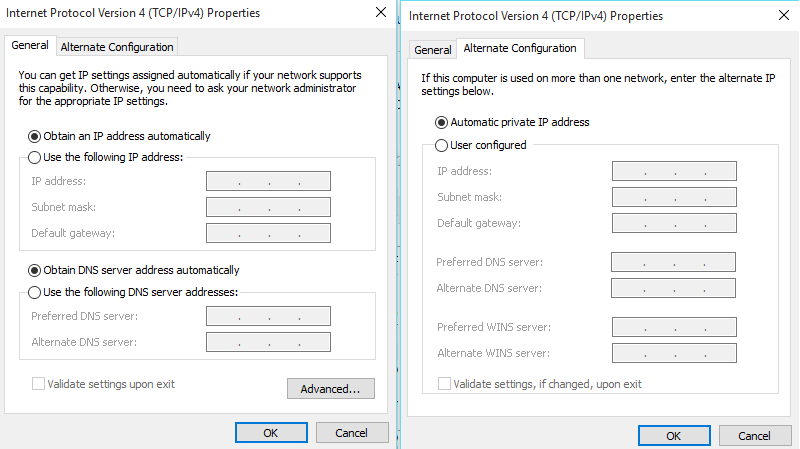 Internet Protocol Version 4 (TCP/IPv4) Properties
General
Alternate Configuration
You can get IP settings assigned automatically if your network supports
this capability. Otherwise, you need to ask your network administrator
for the appropriate IP settings.
Obtain an IP address automatically
Use the following IP address:
IP address:
Subnet mask:
Default gateway:
Obtain DNS server address automatically
Use the following DNS server addresses:
Preferred DNS server:
Alternate DNS server:
Validate settings upon exit
Advanced...
OK
Cancel
Internet Protocol Version 4 (TCP/IPv4) Properties
General
Alternate Configuration
If this computer is used on more than one network, enter the alternate IP
settings below.
Automatic private IP address
User configured
IP address:
Subnet mask:
Default gateway:
Preferred DNS server:
Alternate DNS server:
Preferred WINS server:
Alternate WINS server:
Validate settings, if changed, upon exit
OK
Cancel